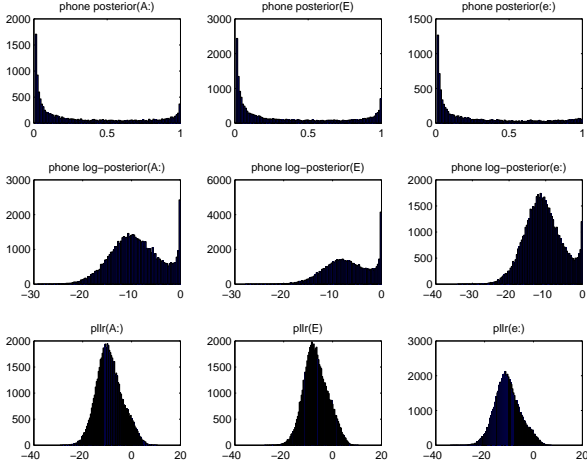 phone posterior(A:) phone posterior(E) phone posterior(e:)
2000 3000 1500
1500 2000 1000
1000 1000 500
500
0 0 0
0 0.5 1 0 0.5 1 0 0.5 1
phone log−posterior(A:) phone log−posterior(E) phone log−posterior(e:)
3000 6000 2000
2000 4000 1500
1000 2000 1000
500
0 0 0
−30 −20 −10 0 −30 −20 −10 0 −40 −20 0
pllr(A:) pllr(E) pllr(e:)
2000 2000 3000
1500 1500 2000
1000 1000 1000
500 500
0 0 0
−40 −20 0 20 −40 −20 0 20 −40 −20 0 20